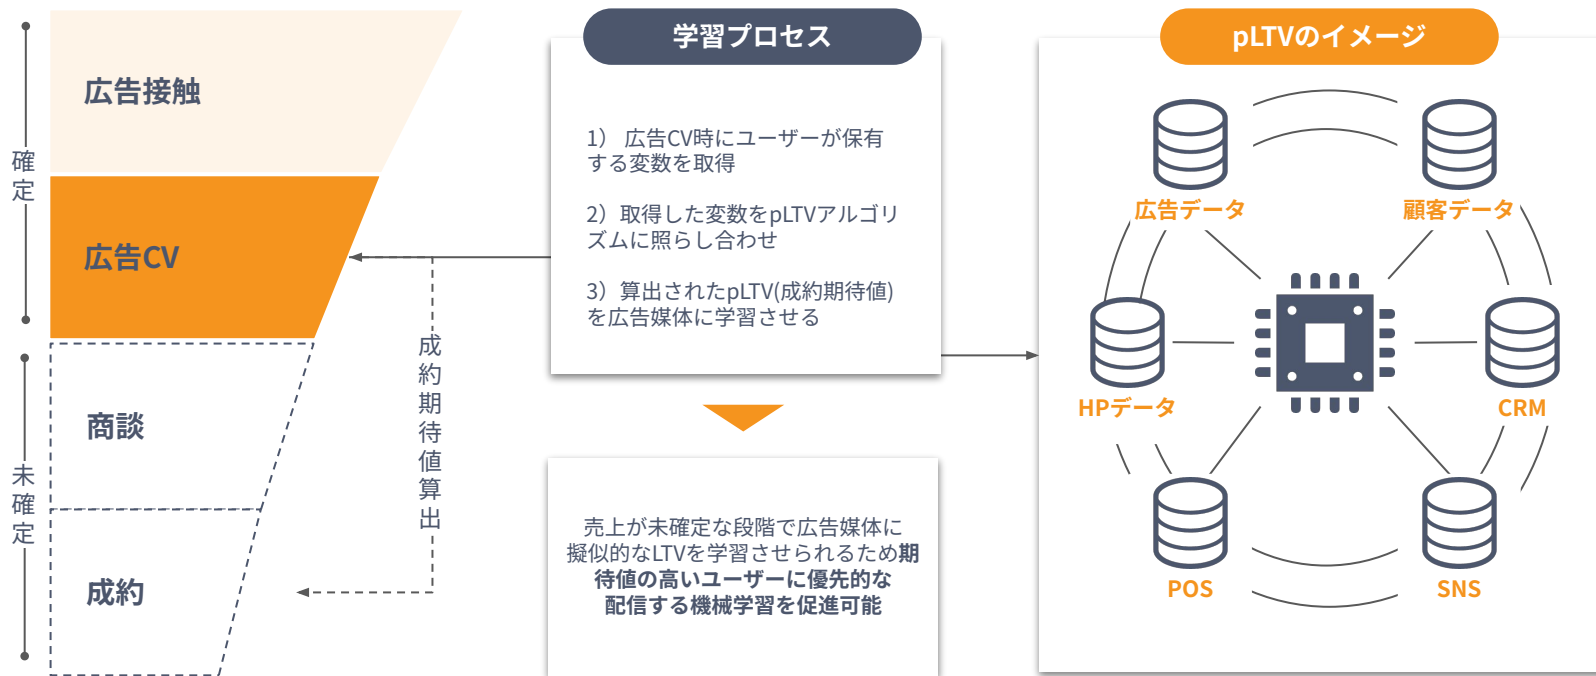 確定
未確定
広告接触
広告CV
商談
成約
成約期待値算出
学習プロセス
1） 広告CV時にユーザーが保有
する変数を取得
2）取得した変数をpLTVアルゴリ
ズムに照らし合わせ
3）算出されたpLTV(成約期待値)
を広告媒体に学習させる
売上が未確定な段階で広告媒体に
擬似的なLTVを学習させられるため期
待値の高いユーザーに優先的な
配信する機械学習を促進可能
pLTVのイメージ
広告データ
顧客データ
HPデータ
CRM
POS
SNS